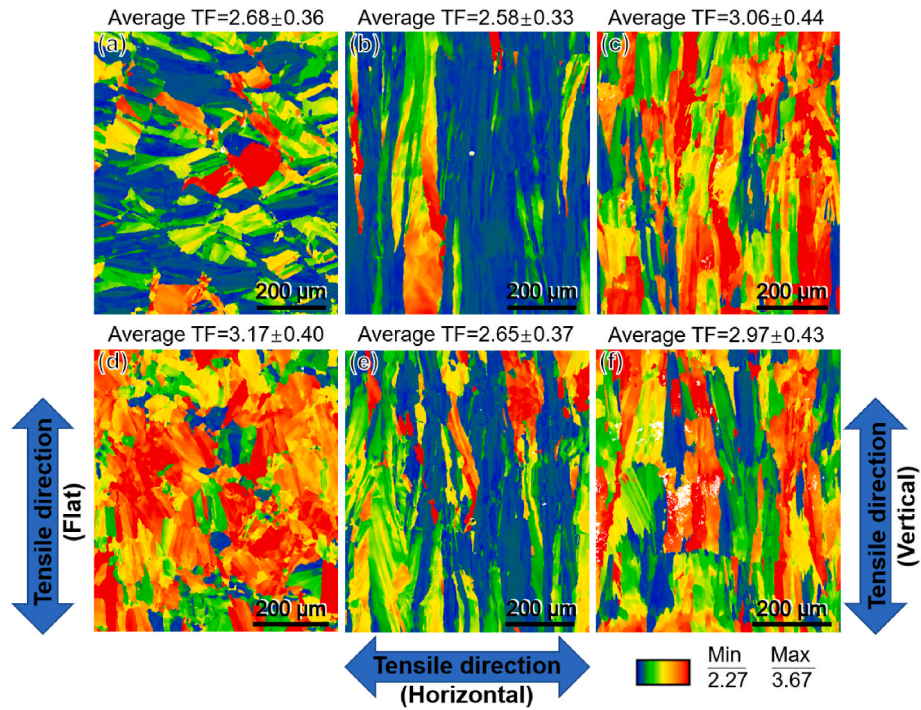 Average TF=2.68±0.36
Average TF=2.58±0.33
Average TF=3.06±0.44
(a)
(b)
(c)
200 μm
200 μm
200 μm
Average TF=3.17±0.40
Average TF=2.65±0.37
Average TF=2.97±0.43
(d)
(e)
(f)
Tensile direction
(Flat)
200 μm
200 μm
200 μm
Tensile direction
(Vertical)
Tensile direction
(Horizontal)
Min Max
2.27 3.67